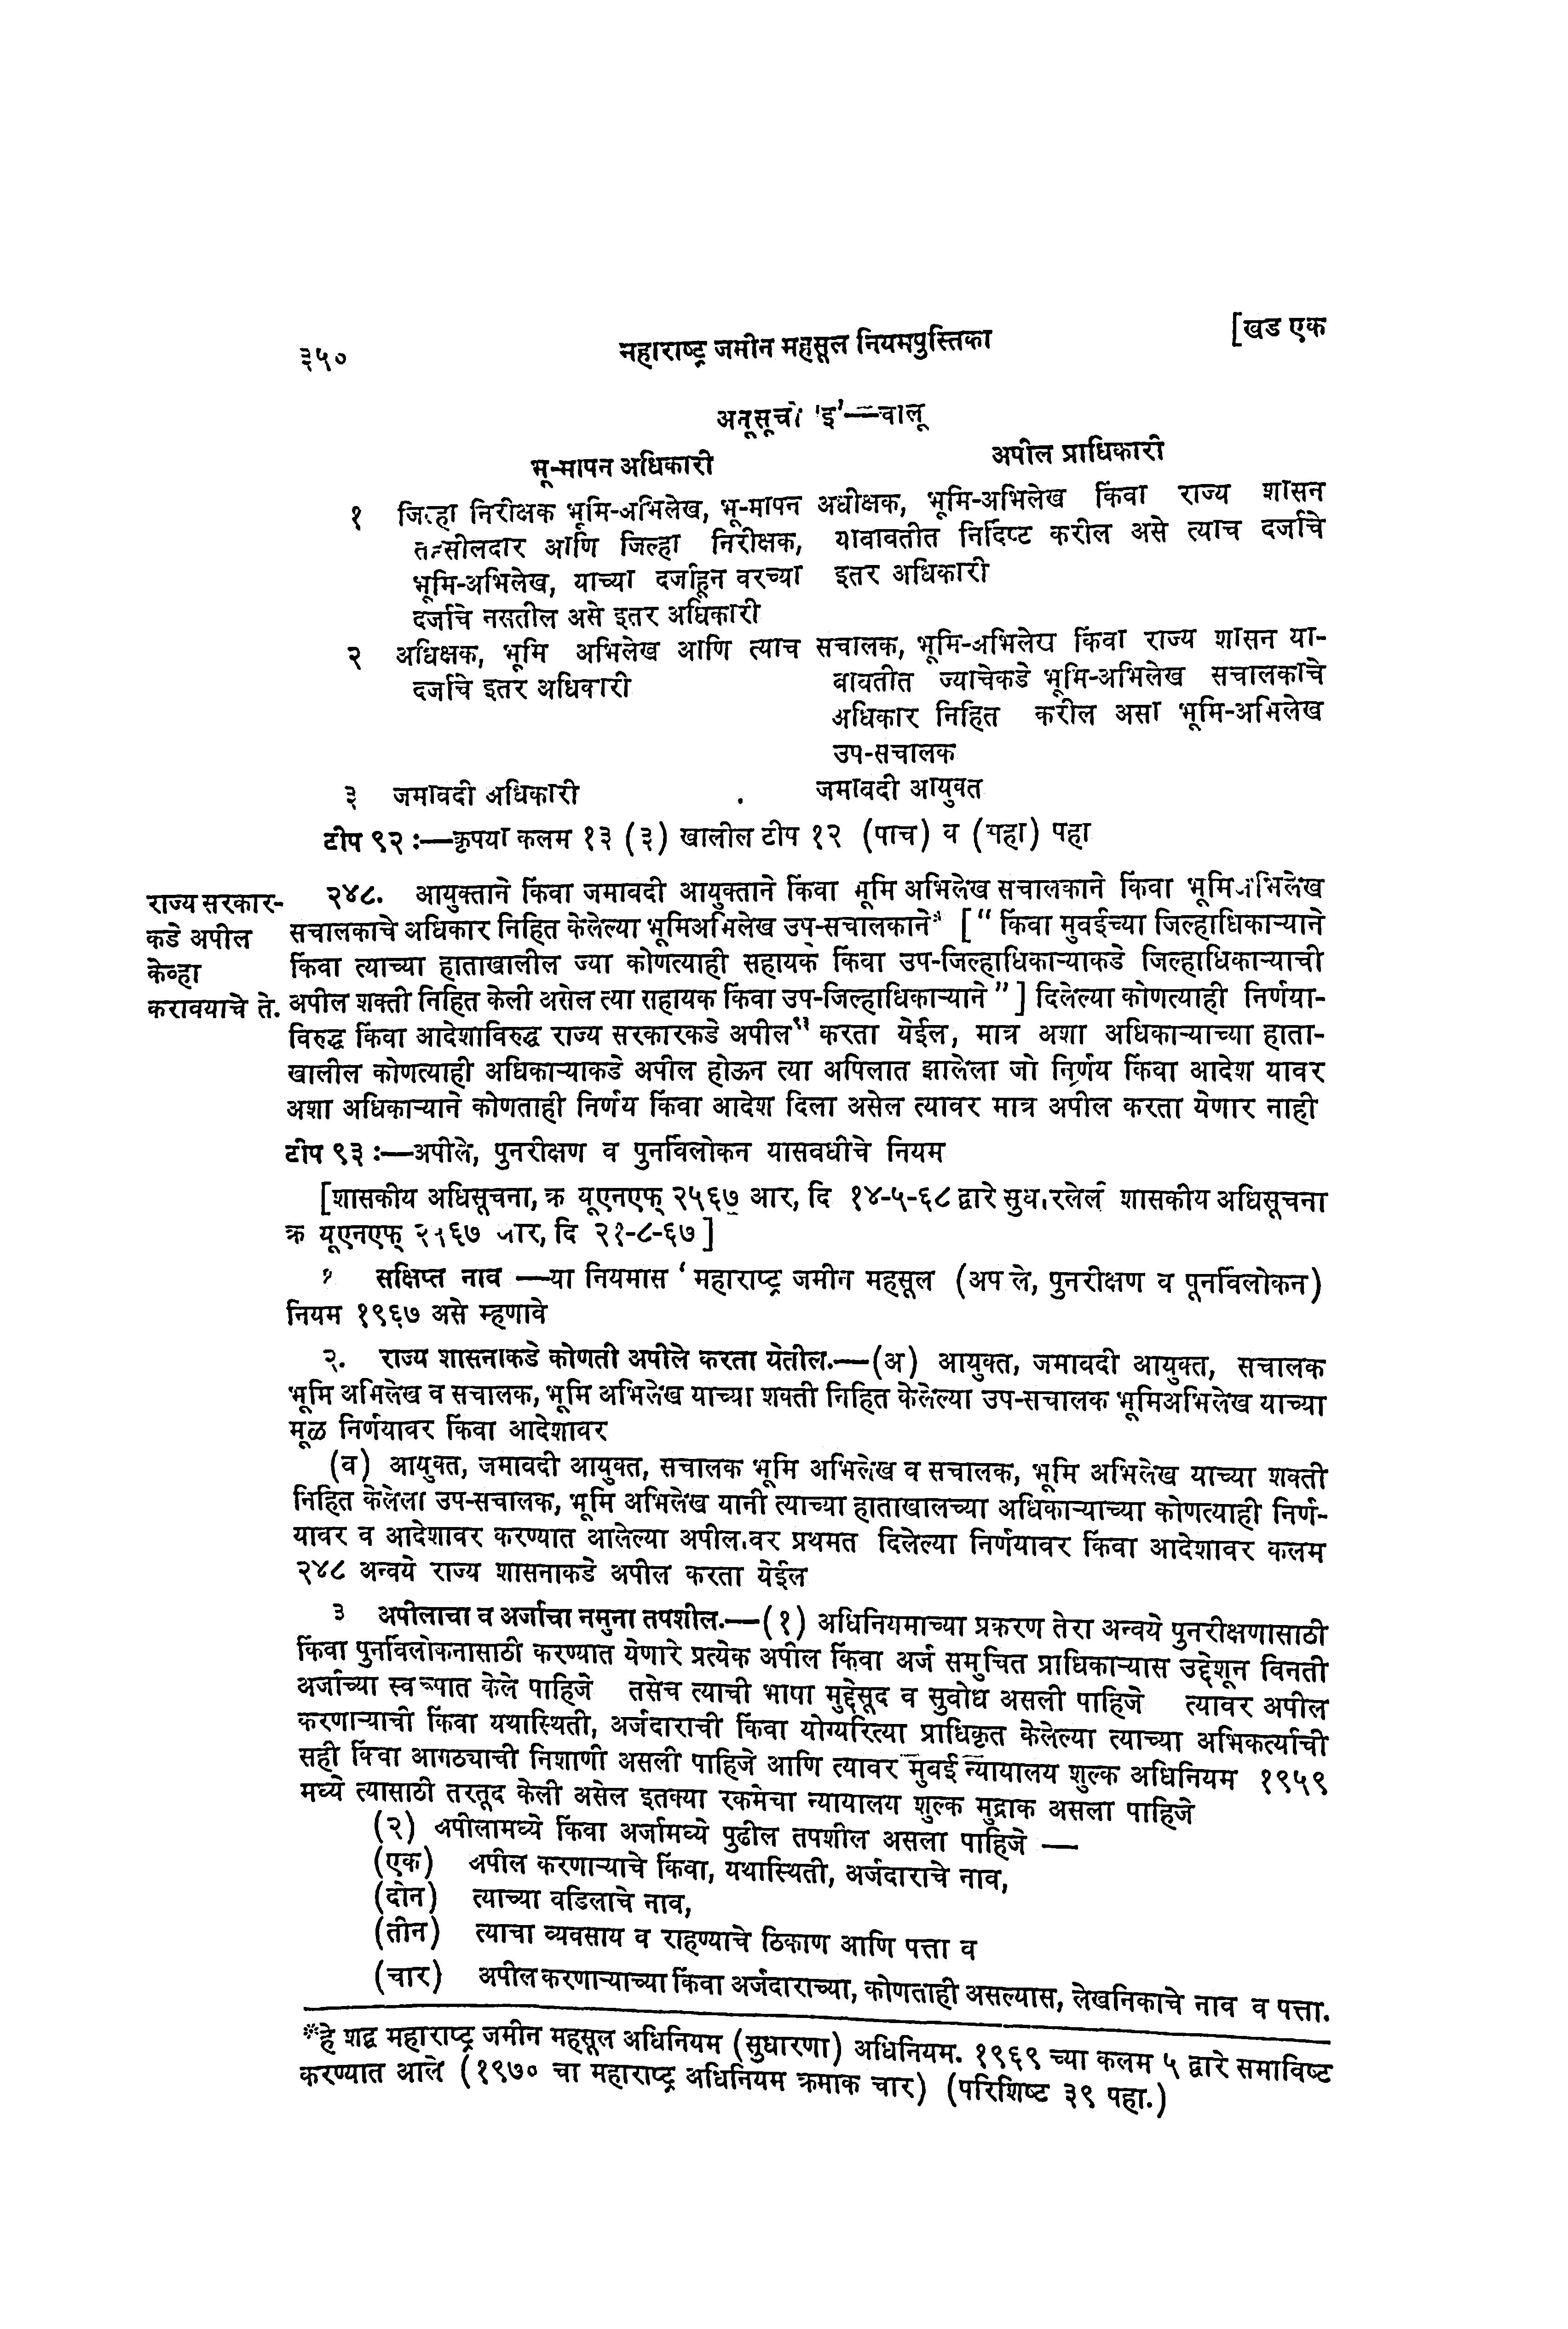 ३५०
महाराष्ट्र जमीन महसूल नियमपुस्तिका
[खड एक
अनूसूची 'इ'—चालू
भू-मापन अधिकारी
अपील प्राधिकारी
१ जिल्हा निरीक्षक भूमि-अभिलेख, भू-मापन
तहसीलदार आणि जिल्हा निरीक्षक,
भूमि-अभिलेख, याच्या दर्जाहून वरच्या
दर्जाचे नसतील असे इतर अधिकारी
अधीक्षक, भूमि-अभिलेख किंवा राज्य शासन
याबाबतीत निर्दिष्ट करील असे त्याच दर्जाचे
इतर अधिकारी
२ अधिक्षक, भूमि अभिलेख आणि त्याच
दर्जाचे इतर अधिकारी
सचालक, भूमि-अभिलेख किंवा राज्य शासन या-
बाबतीत ज्याचेकडे भूमि-अभिलेख सचालकाचे
अधिकार निहित करील असा भूमि-अभिलेख
उप-सचालक
३ जमाबदी अधिकारी
जमाबदी आयुक्त
टीप ९२ :—कृपया कलम १३ (३) खालील टीप १२ (पाच) व (सहा) पहा
राज्य सरकार-
कडे अपील
केव्हा
करावयाचे ते.
२४८. आयुक्ताने किंवा जमाबदी आयुक्ताने किंवा भूमि अभिलेख सचालकाने किंवा भूमि अभिलेख
सचालकाचे अधिकार निहित केलेल्या भूमिअभिलेख उप-सचालकाने* [“ किंवा मुबईच्या जिल्हाधिकाऱ्याने
किंवा त्याच्या हाताखालील ज्या कोणत्याही सहायक किंवा उप-जिल्हाधिकाऱ्याकडे जिल्हाधिकाऱ्याची
अपील शक्ती निहित केली असेल त्या सहायक किंवा उप-जिल्हाधिकाऱ्याने ”] दिलेल्या कोणत्याही निर्णया-
विरुद्ध किंवा आदेशाविरुद्ध राज्य सरकारकडे अपील करता येईल, मात्र अशा अधिकाऱ्याच्या हाता-
खालील कोणत्याही अधिकाऱ्याकडे अपील होऊन त्या अपिलात झालेला जो निर्णय किंवा आदेश यावर
अशा अधिकाऱ्याने कोणताही निर्णय किंवा आदेश दिला असेल त्यावर मात्र अपील करता येणार नाही
टीप ९३ :—अपीले, पुनरीक्षण व पुनर्विलोकन यासबधीचे नियम
[शासकीय अधिसूचना, क्र यूएनएफ् २५६७ आर, दि १४-५-६८ द्वारे सुधारलेली शासकीय अधिसूचना
क्र यूएनएफ् २५६७ आर, दि २१-८-६७]
१ सक्षिप्त नाव —या नियमास ‘ महाराष्ट्र जमीन महसूल (अपीले, पुनरीक्षण व पूनर्विलोकन)
नियम १९६७ असे म्हणावे
२. राज्य शासनाकडे कोणती अपीले करता येतील.—(अ) आयुक्त, जमाबदी आयुक्त, सचालक
भूमि अभिलेख व सचालक, भूमि अभिलेख याच्या शक्ती निहित केलेल्या उप-सचालक भूमिअभिलेख याच्या
मूळ निर्णयावर किंवा आदेशावर
(ब) आयुक्त, जमाबदी आयुक्त, सचालक भूमि अभिलेख व सचालक, भूमि अभिलेख याच्या शक्ती
निहित केलेला उप-सचालक, भूमि अभिलेख यानी त्याच्या हाताखालच्या अधिकाऱ्याच्या कोणत्याही निर्ण-
यावर व आदेशावर करण्यात आलेल्या अपीलावर प्रथमत दिलेल्या निर्णयावर किंवा आदेशावर कलम
२४८ अन्वये राज्य शासनाकडे अपील करता येईल
३ अपीलाचा व अर्जाचा नमुना तपशील.—(१) अधिनियमाच्या प्रकरण तेरा अन्वये पुनरीक्षणासाठी
किंवा पुनर्विलोकनासाठी करण्यात येणारे प्रत्येक अपील किंवा अर्ज समुचित प्राधिकाऱ्यास उद्देशून विनती
अर्जाच्या स्वरूपात केले पाहिजे तसेच त्याची भाषा मुद्देसूद व सुबोध असली पाहिजे त्यावर अपील
करणाऱ्याची किंवा यथास्थिती, अर्जदाराची किंवा योग्यरित्या प्राधिकृत केलेल्या त्याच्या अभिकर्त्याची
सही किंवा आगठ्याची निशाणी असली पाहिजे आणि त्यावर मुबई न्यायालय शुल्क अधिनियम १९५९
मध्ये त्यासाठी तरतूद केली असेल इतक्या रकमेचा न्यायालय शुल्क मुद्राक असला पाहिजे
(२) अपीलामध्ये किंवा अर्जामध्ये पुढील तपशील असला पाहिजे —
(एक) अपील करणाऱ्याचे किंवा, यथास्थिती, अर्जदाराचे नाव,
(दोन) त्याच्या वडिलाचे नाव,
(तीन) त्याचा व्यवसाय व राहण्याचे ठिकाण आणि पत्ता व
(चार) अपील करणाऱ्याच्या किंवा अर्जदाराच्या, कोणताही असल्यास, लेखनिकाचे नाव व पत्ता.
*हे शद्ब महाराष्ट्र जमीन महसूल अधिनियम (सुधारणा) अधिनियम. १९६९ च्या कलम ५ द्वारे समाविष्ट
करण्यात आले (१९७० चा महाराष्ट्र अधिनियम क्रमाक चार) (परिशिष्ट ३९ पहा.)